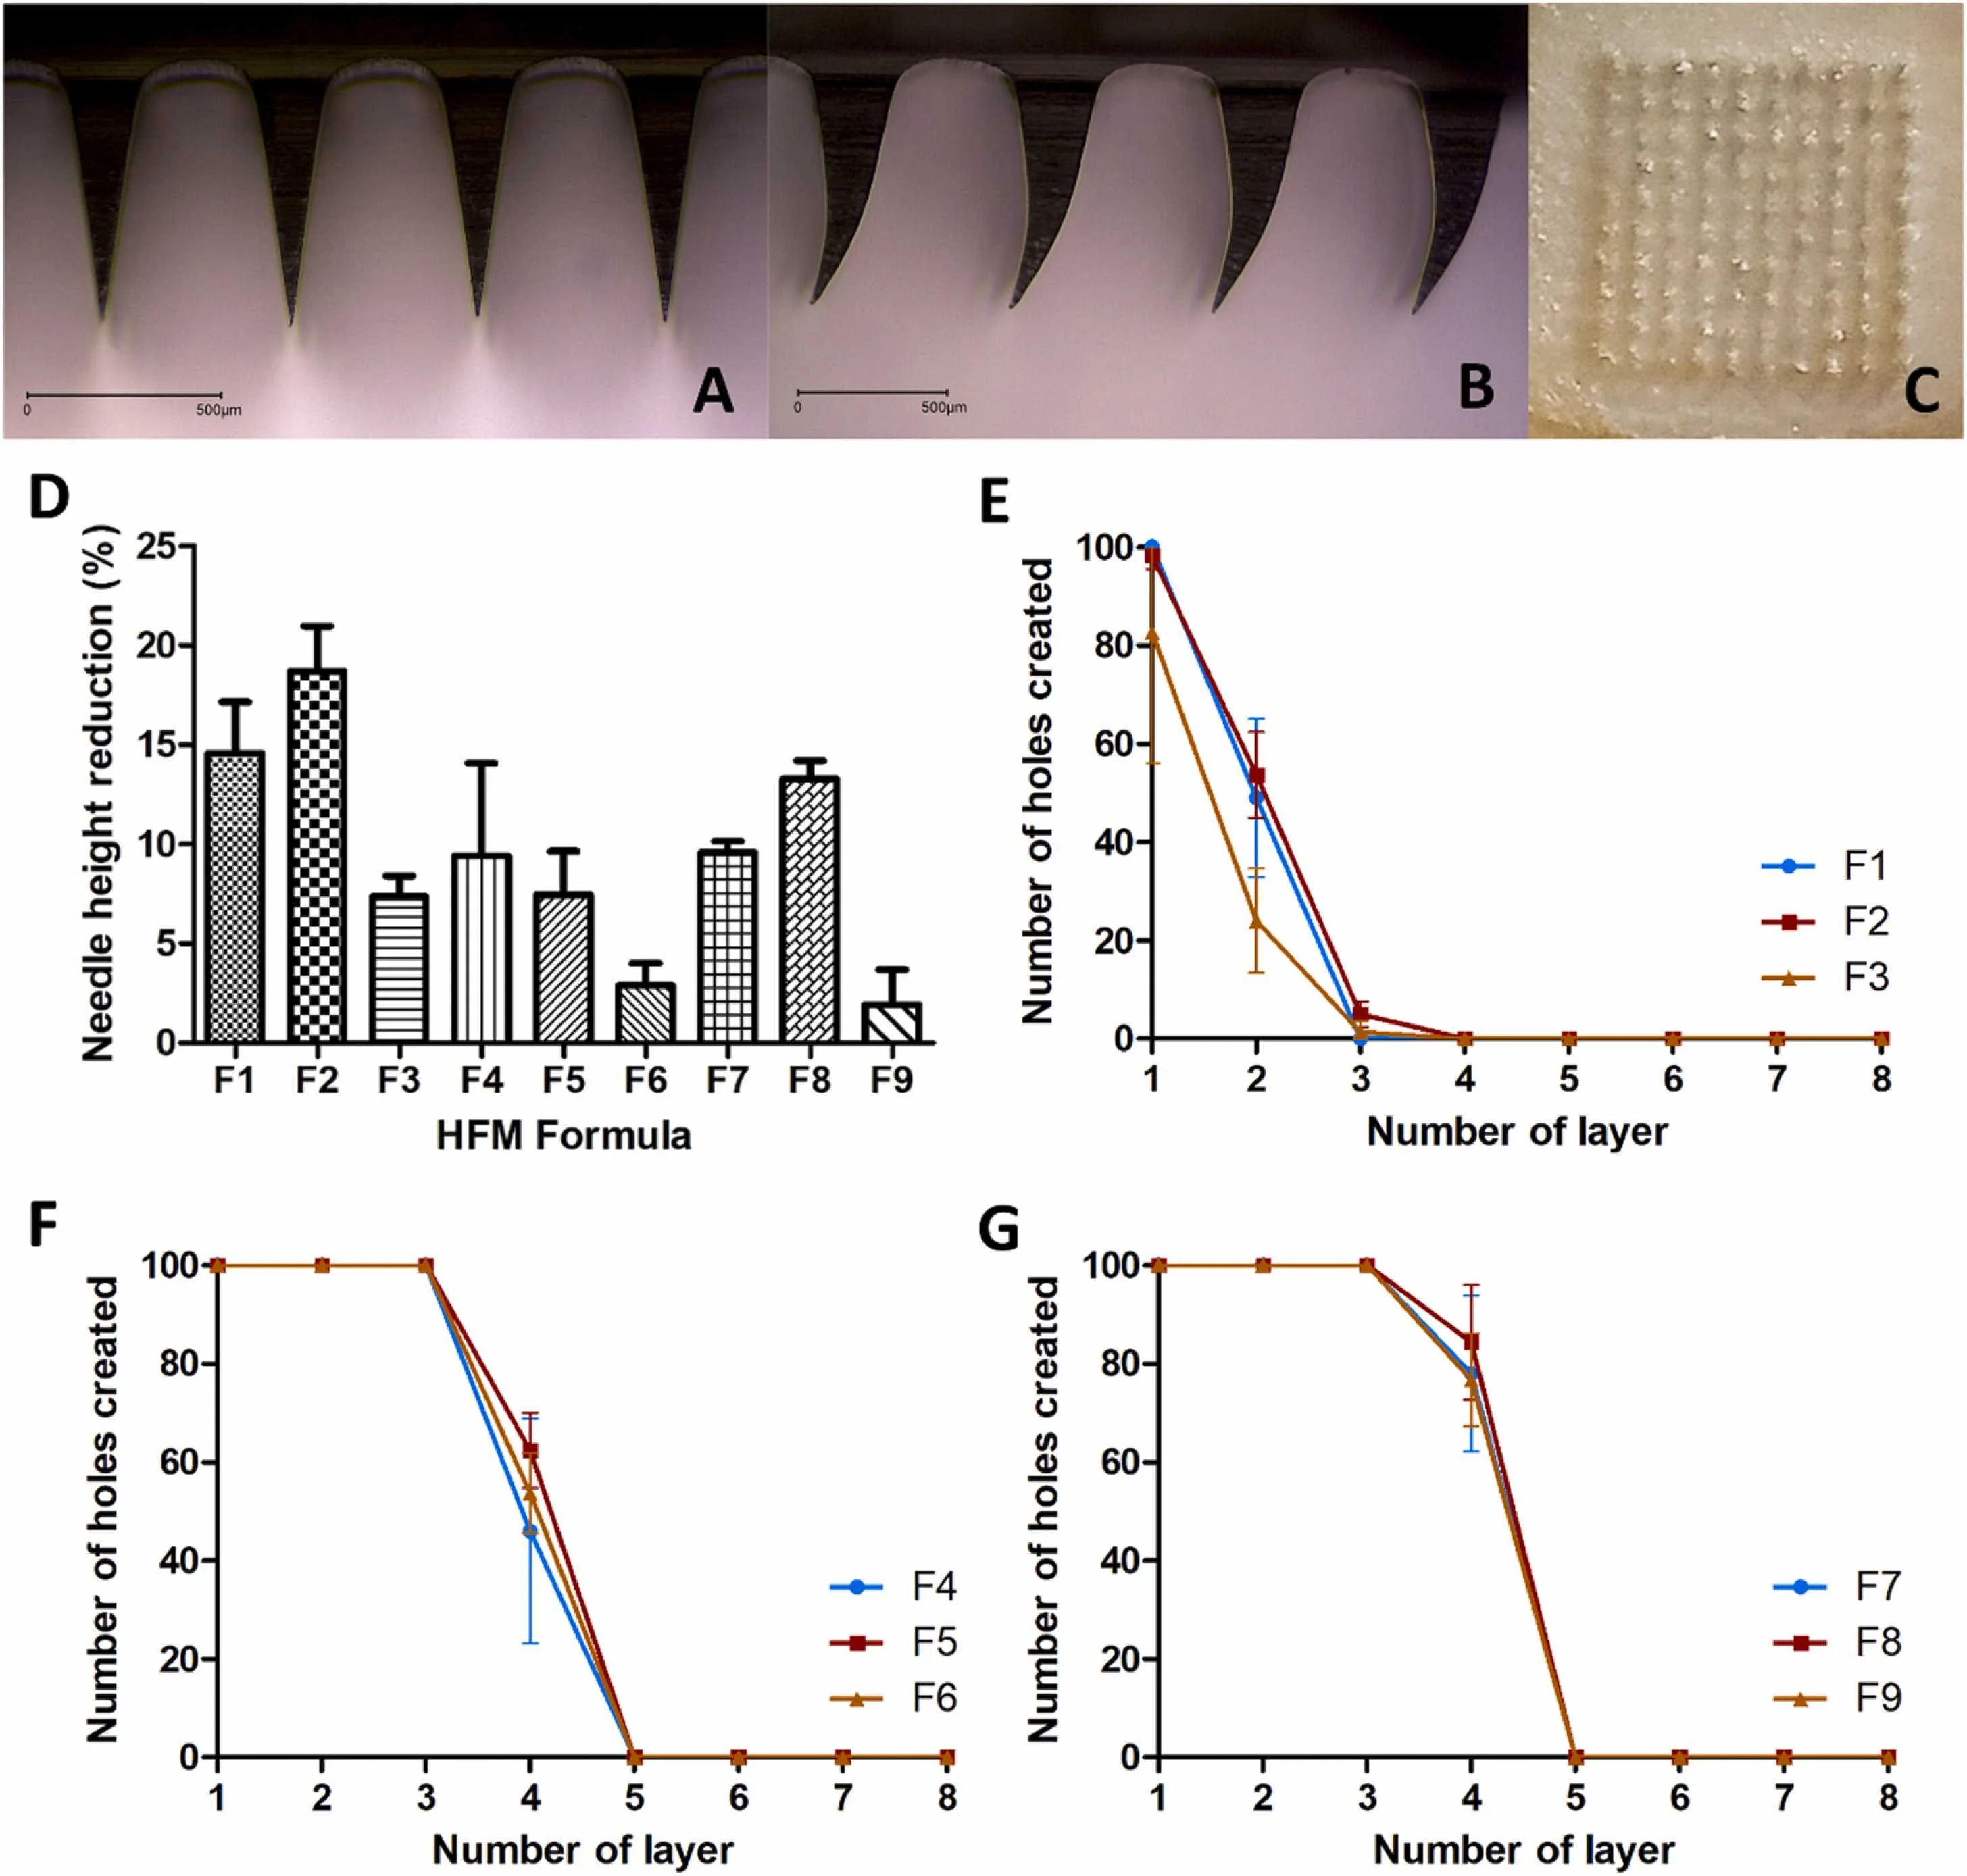 0 500μm
A
0 500μm
B
C
D
Needle height reduction (%)
25
20
15
10
5
0
F1 F2 F3 F4 F5 F6 F7 F8 F9
HFM Formula
E
Number of holes created
100
80
60
40
20
0
1 2 3 4 5 6 7 8
Number of layer
F1
F2
F3
F
Number of holes created
100
80
60
40
20
0
1 2 3 4 5 6 7 8
Number of layer
F4
F5
F6
G
Number of holes created
100
80
60
40
20
0
1 2 3 4 5 6 7 8
Number of layer
F7
F8
F9